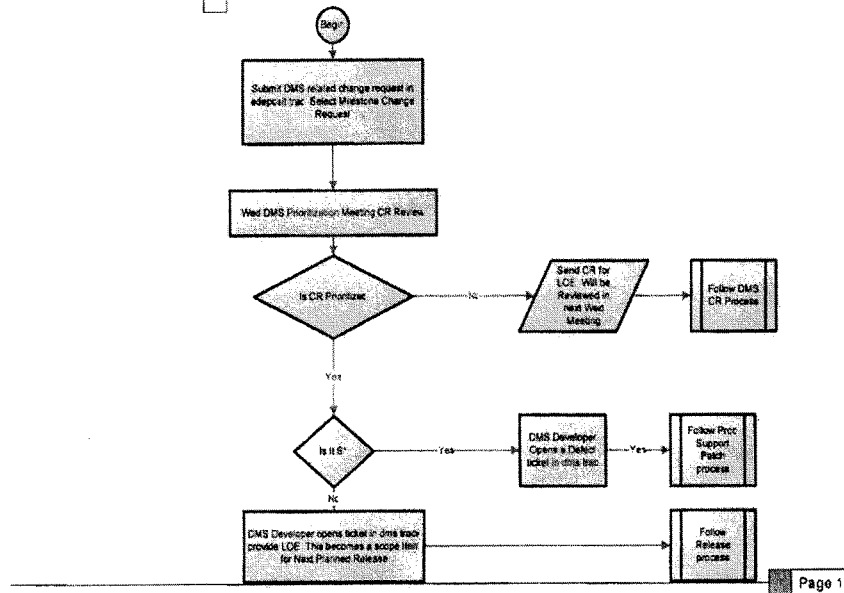 Begin
Submit DMS related change request in
edeposit trac. Select Milestone Change
Request
Wed DMS Prioritization Meeting CR Review
Is CR Prioritized
No
Send CR for
LOE. Will be
Reviewed in
next Wed
Meeting
Follow DMS
CR Process
Yes
Is it S*
Yes
DMS Developer
Opens a Defect
ticket in dms trac
Yes
Follow Prod
Support
Patch
process
No
DMS Developer opens ticket in dms track
provide LOE. This becomes a scope item
for Next Planned Release
Follow
Release
process
Page 1